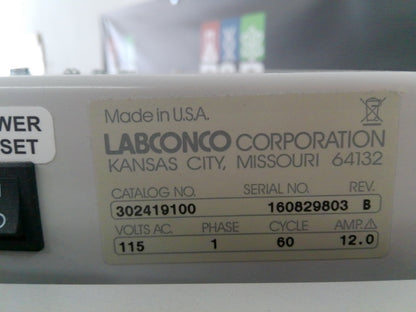 Made in U.S.A.
LABCONCO CORPORATION
KANSAS CITY, MISSOURI 64132
CATALOG NO. SERIAL NO. REV.
302419100 160829803 B
VOLTS AC. PHASE CYCLE AMP.⚠
115 1 60 12.0
WER
SET